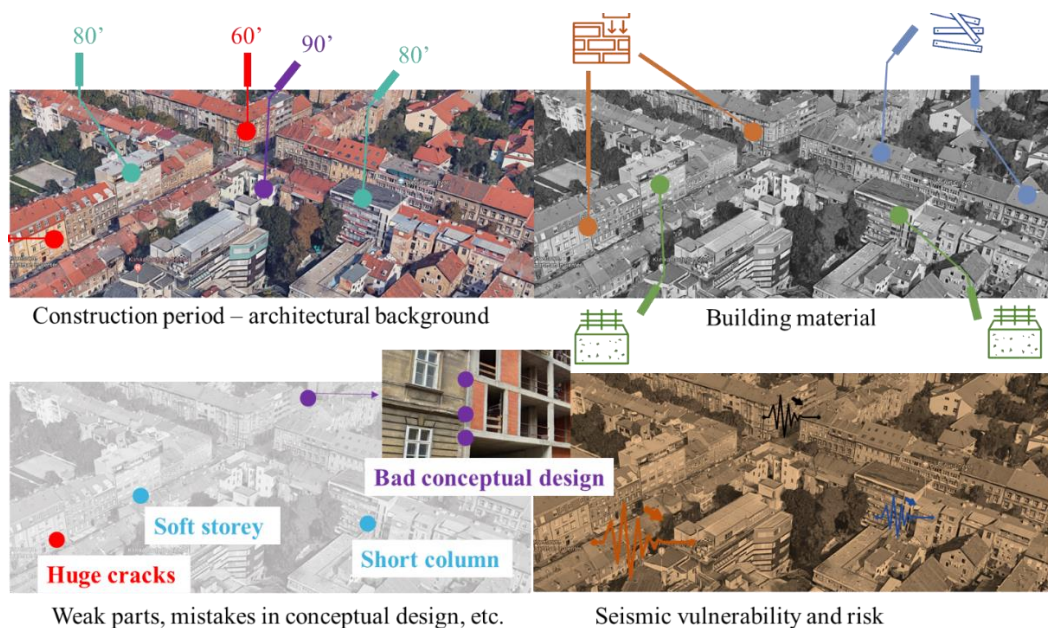 80’
60’
90’
80’
Construction period – architectural background
Building material
Bad conceptual design
Soft storey
Short column
Huge cracks
Weak parts, mistakes in conceptual design, etc.
Seismic vulnerability and risk